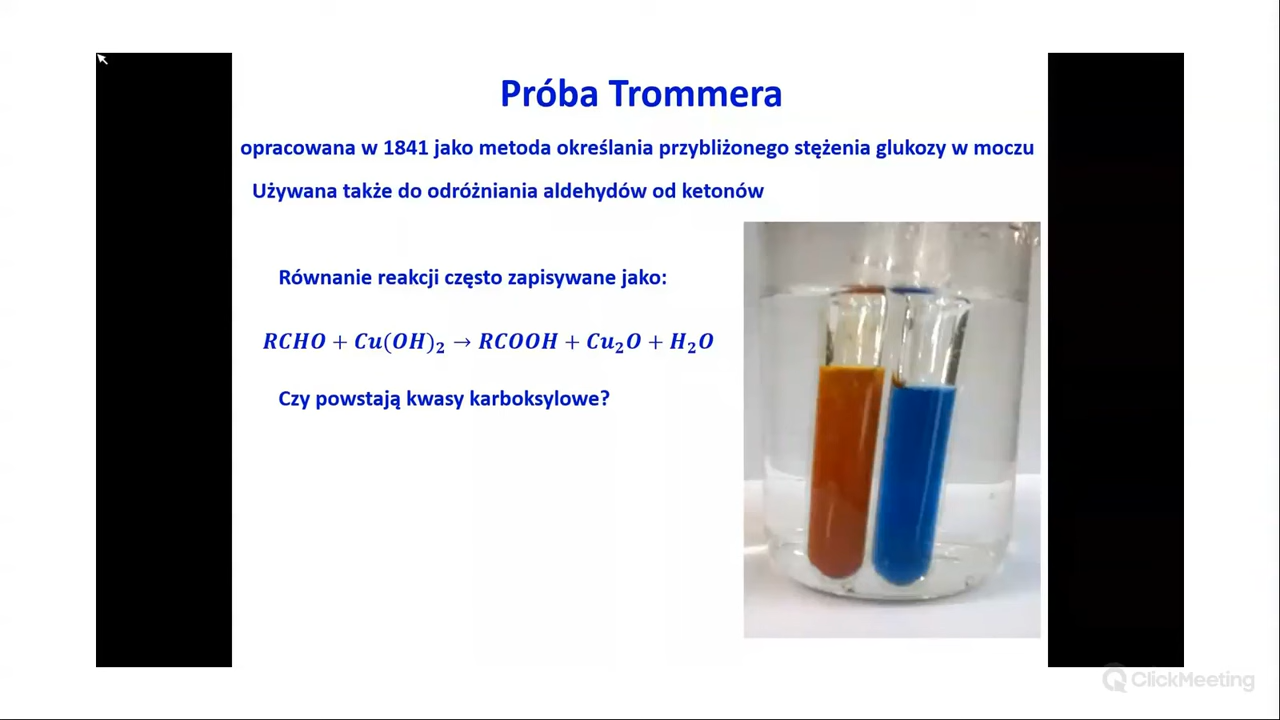 Próba Trommera
opracowana w 1841 jako metoda określania przybliżonego stężenia glukozy w moczu
Używana także do odróżniania aldehydów od ketonów
Równanie reakcji często zapisywane jako:
RCHO + Cu(OH)₂ → RCOOH + Cu₂O + H₂O
Czy powstają kwasy karboksylowe?
ClickMeeting